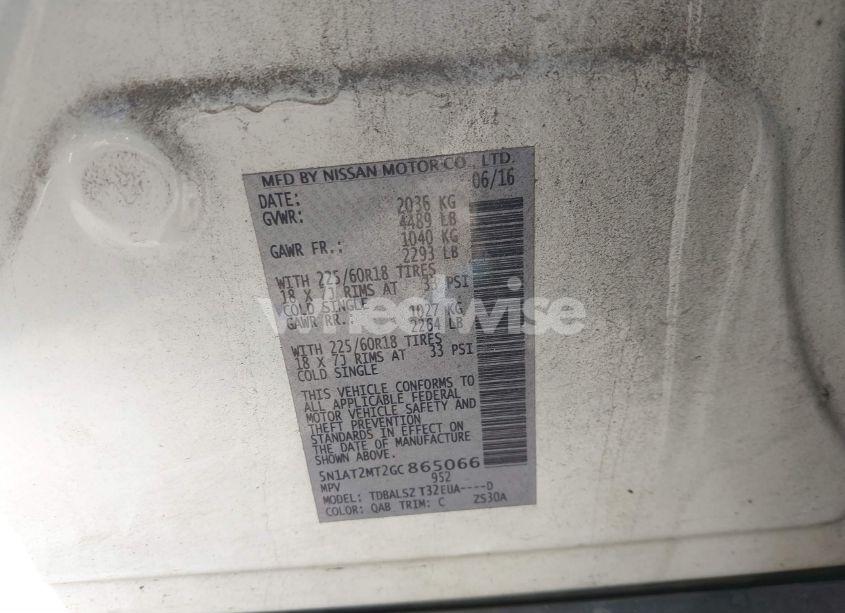 MFD BY NISSAN MOTOR CO., LTD.
DATE: 06/16
GVWR: 2036 KG
4489 LB
GAWR FR.: 1040 KG
2293 LB
WITH 225/60R18 TIRES
18 X 7J RIMS AT 33 PSI
COLD SINGLE
GAWR RR.: 1027 KG
2264 LB
WITH 225/60R18 TIRES
18 X 7J RIMS AT 33 PSI
COLD SINGLE
THIS VEHICLE CONFORMS TO
ALL APPLICABLE FEDERAL
MOTOR VEHICLE SAFETY AND
THEFT PREVENTION
STANDARDS IN EFFECT ON
THE DATE OF MANUFACTURE
SHOWN ABOVE.
5N1AT2MT2GC865066
MPV 952
MODEL: TDBALSZ T32EUA----D
COLOR: QAB TRIM: C ZS30A
wheelwise